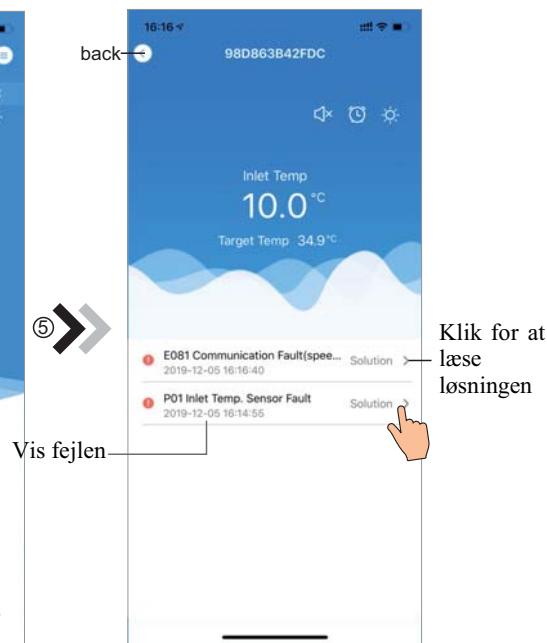 16:16
back
98D863B42FDC
Inlet Temp
10.0°C
Target Temp 34.9°C
⑤
E081 Communication Fault(spee... Solution >
2019-12-05 16:16:40
P01 Inlet Temp. Sensor Fault Solution >
2019-12-05 16:14:55
Klik for at
læse
løsningen
Vis fejlen